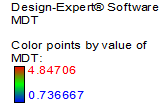 Design-Expert® Software
MDT
Color points by value of
MDT:
4.84706
0.736667